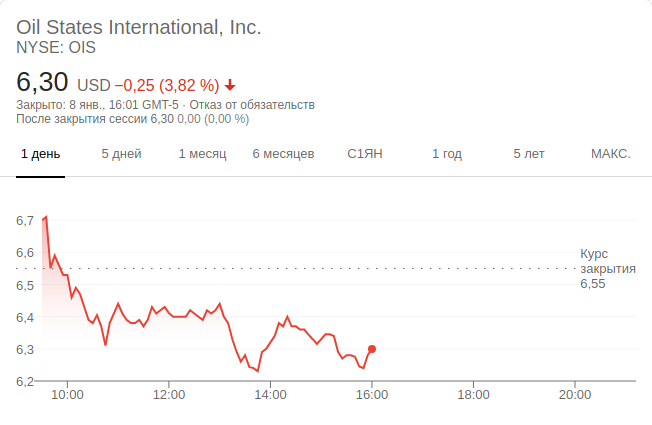 Oil States International, Inc.
NYSE: OIS
6,30 USD −0,25 (3,82 %)
Закрыто: 8 янв., 16:01 GMT-5 · Отказ от обязательств
После закрытия сессии 6,30 0,00 (0,00 %)
1 день 5 дней 1 месяц 6 месяцев С1ЯН 1 год 5 лет МАКС.
6,7
6,6
6,5
6,4
6,3
6,2
Курс
закрытия
6,55
10:00 12:00 14:00 16:00 18:00 20:00